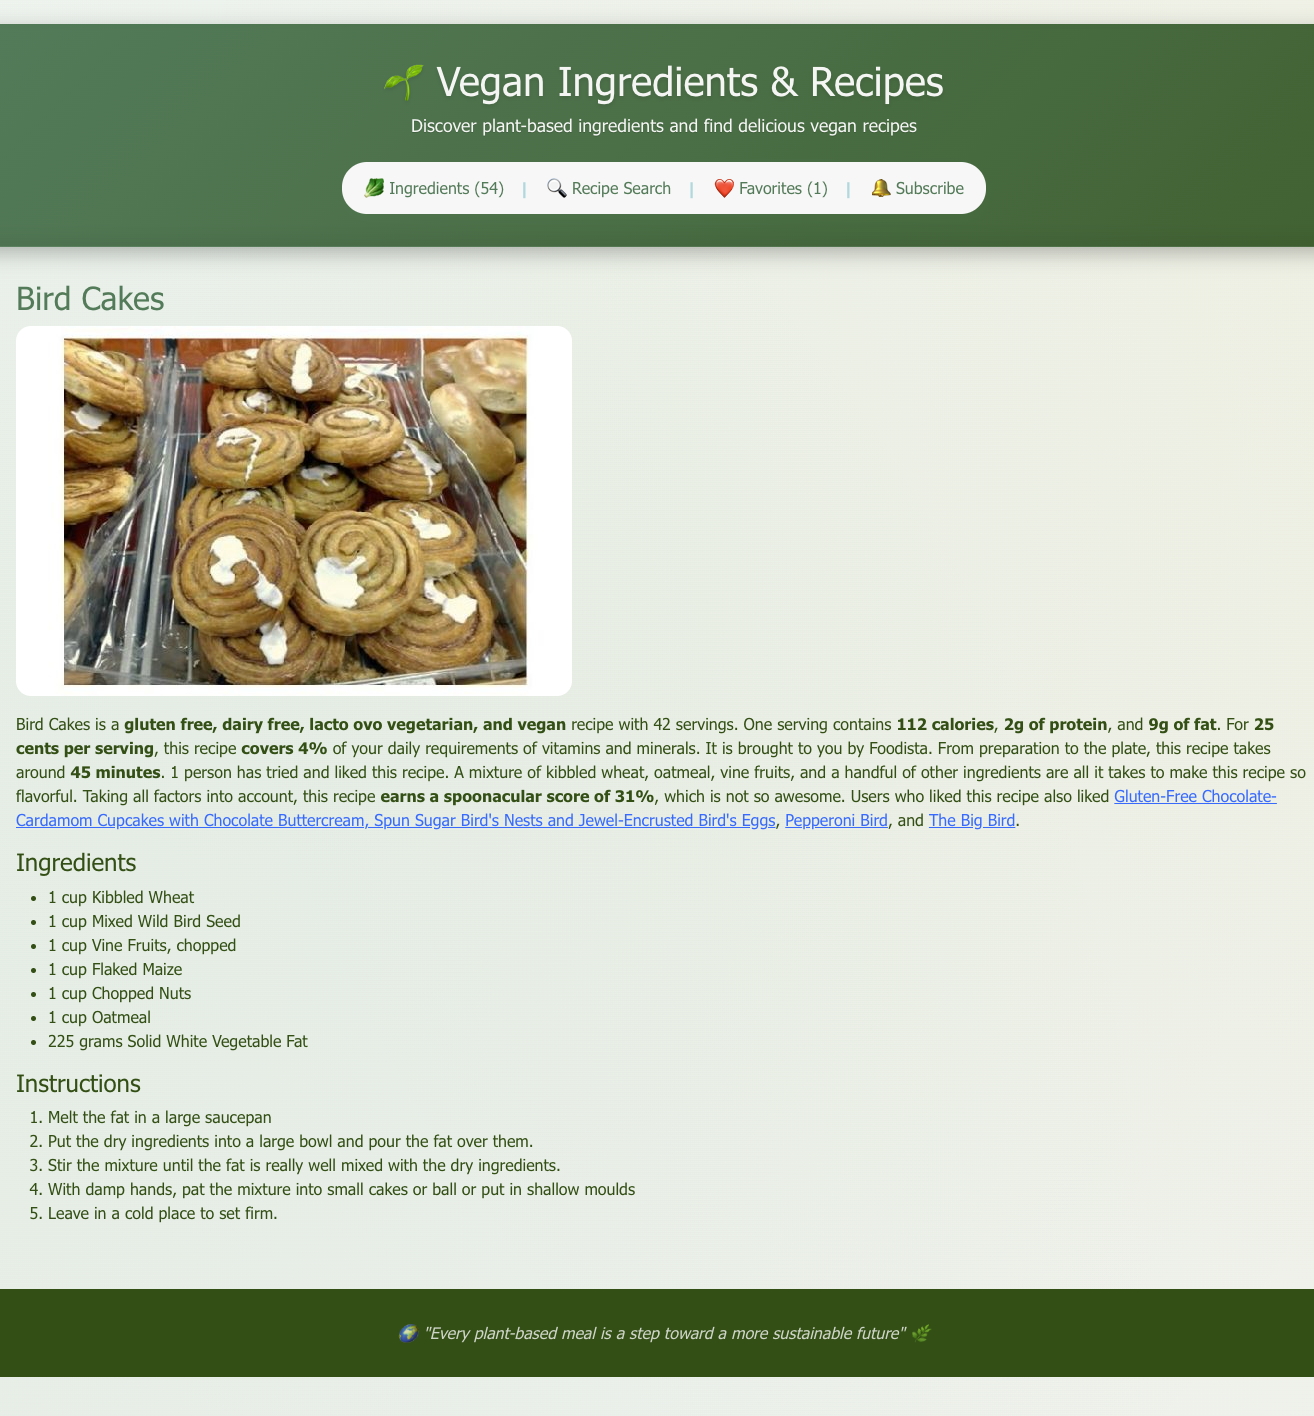 🌱 Vegan Ingredients & Recipes
Discover plant-based ingredients and find delicious vegan recipes
🥬 Ingredients (54) | 🔍 Recipe Search | ❤️ Favorites (1) | 🔔 Subscribe
Bird Cakes
Bird Cakes is a gluten free, dairy free, lacto ovo vegetarian, and vegan recipe with 42 servings. One serving contains 112 calories, 2g of protein, and 9g of fat. For 25
cents per serving, this recipe covers 4% of your daily requirements of vitamins and minerals. It is brought to you by Foodista. From preparation to the plate, this recipe takes
around 45 minutes. 1 person has tried and liked this recipe. A mixture of kibbled wheat, oatmeal, vine fruits, and a handful of other ingredients are all it takes to make this recipe so
flavorful. Taking all factors into account, this recipe earns a spoonacular score of 31%, which is not so awesome. Users who liked this recipe also liked Gluten-Free Chocolate-
Cardamom Cupcakes with Chocolate Buttercream, Spun Sugar Bird's Nests and Jewel-Encrusted Bird's Eggs, Pepperoni Bird, and The Big Bird.
Ingredients
• 1 cup Kibbled Wheat
• 1 cup Mixed Wild Bird Seed
• 1 cup Vine Fruits, chopped
• 1 cup Flaked Maize
• 1 cup Chopped Nuts
• 1 cup Oatmeal
• 225 grams Solid White Vegetable Fat
Instructions
1. Melt the fat in a large saucepan
2. Put the dry ingredients into a large bowl and pour the fat over them.
3. Stir the mixture until the fat is really well mixed with the dry ingredients.
4. With damp hands, pat the mixture into small cakes or ball or put in shallow moulds
5. Leave in a cold place to set firm.
🌍 "Every plant-based meal is a step toward a more sustainable future" 🌿